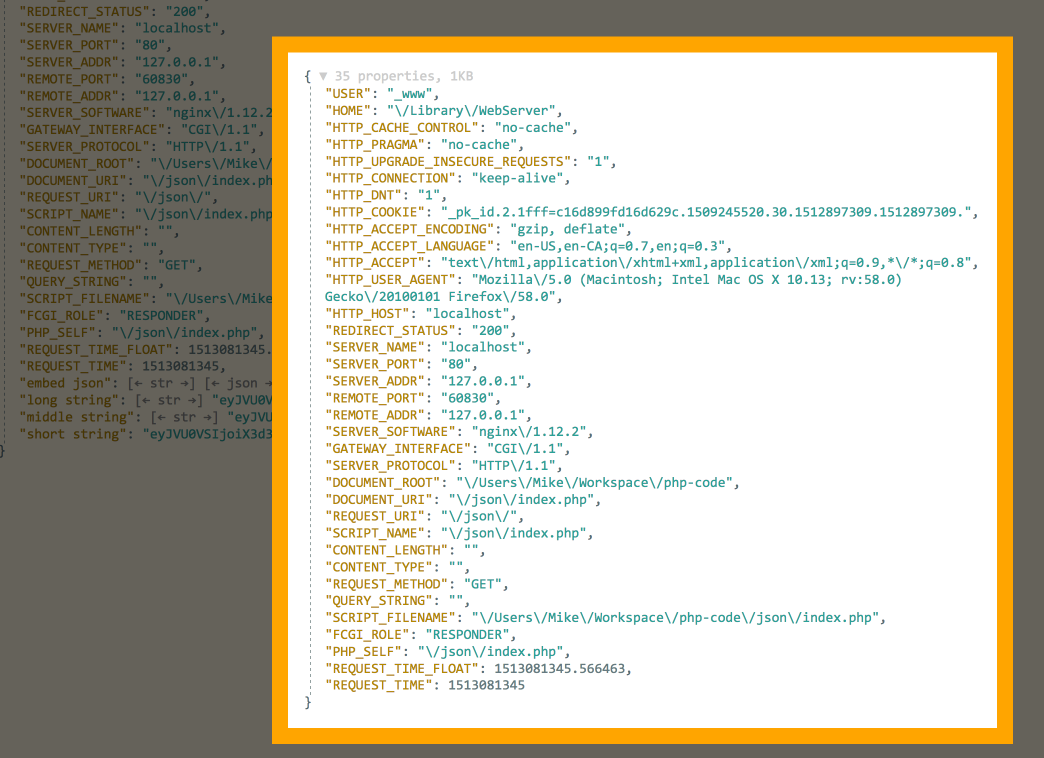 "REDIRECT_STATUS": "200",
"SERVER_NAME": "localhost",
"SERVER_PORT": "80",
"SERVER_ADDR": "127.0.0.1",
"REMOTE_PORT": "60830",
"REMOTE_ADDR": "127.0.0.1",
"SERVER_SOFTWARE": "nginx\/1.12.2
"GATEWAY_INTERFACE": "CGI\/1.1",
"SERVER_PROTOCOL": "HTTP\/1.1",
"DOCUMENT_ROOT": "\/Users\/Mike\/
"DOCUMENT_URI": "\/json\/index.ph
"REQUEST_URI": "\/json\/",
"SCRIPT_NAME": "\/json\/index.php
"CONTENT_LENGTH": "",
"CONTENT_TYPE": "",
"REQUEST_METHOD": "GET",
"QUERY_STRING": "",
"SCRIPT_FILENAME": "\/Users\/Mike
"FCGI_ROLE": "RESPONDER",
"PHP_SELF": "\/json\/index.php",
"REQUEST_TIME_FLOAT": 1513081345.
"REQUEST_TIME": 1513081345,
"embed json": [← str →] [← json →
"long string": [← str →] "eyJVU0V
"middle string": [← str →] "eyJVU
"short string": "eyJVU0VSIjoiX3d3
}
{ ▼ 35 properties, 1KB
"USER": "_www",
"HOME": "\/Library\/WebServer",
"HTTP_CACHE_CONTROL": "no-cache",
"HTTP_PRAGMA": "no-cache",
"HTTP_UPGRADE_INSECURE_REQUESTS": "1",
"HTTP_CONNECTION": "keep-alive",
"HTTP_DNT": "1",
"HTTP_COOKIE": "_pk_id.2.1fff=c16d899fd16d629c.1509245520.30.1512897309.1512897309.",
"HTTP_ACCEPT_ENCODING": "gzip, deflate",
"HTTP_ACCEPT_LANGUAGE": "en-US,en-CA;q=0.7,en;q=0.3",
"HTTP_ACCEPT": "text\/html,application\/xhtml+xml,application\/xml;q=0.9,*\/*;q=0.8",
"HTTP_USER_AGENT": "Mozilla\/5.0 (Macintosh; Intel Mac OS X 10.13; rv:58.0)
Gecko\/20100101 Firefox\/58.0",
"HTTP_HOST": "localhost",
"REDIRECT_STATUS": "200",
"SERVER_NAME": "localhost",
"SERVER_PORT": "80",
"SERVER_ADDR": "127.0.0.1",
"REMOTE_PORT": "60830",
"REMOTE_ADDR": "127.0.0.1",
"SERVER_SOFTWARE": "nginx\/1.12.2",
"GATEWAY_INTERFACE": "CGI\/1.1",
"SERVER_PROTOCOL": "HTTP\/1.1",
"DOCUMENT_ROOT": "\/Users\/Mike\/Workspace\/php-code",
"DOCUMENT_URI": "\/json\/index.php",
"REQUEST_URI": "\/json\/",
"SCRIPT_NAME": "\/json\/index.php",
"CONTENT_LENGTH": "",
"CONTENT_TYPE": "",
"REQUEST_METHOD": "GET",
"QUERY_STRING": "",
"SCRIPT_FILENAME": "\/Users\/Mike\/Workspace\/php-code\/json\/index.php",
"FCGI_ROLE": "RESPONDER",
"PHP_SELF": "\/json\/index.php",
"REQUEST_TIME_FLOAT": 1513081345.566463,
"REQUEST_TIME": 1513081345
}